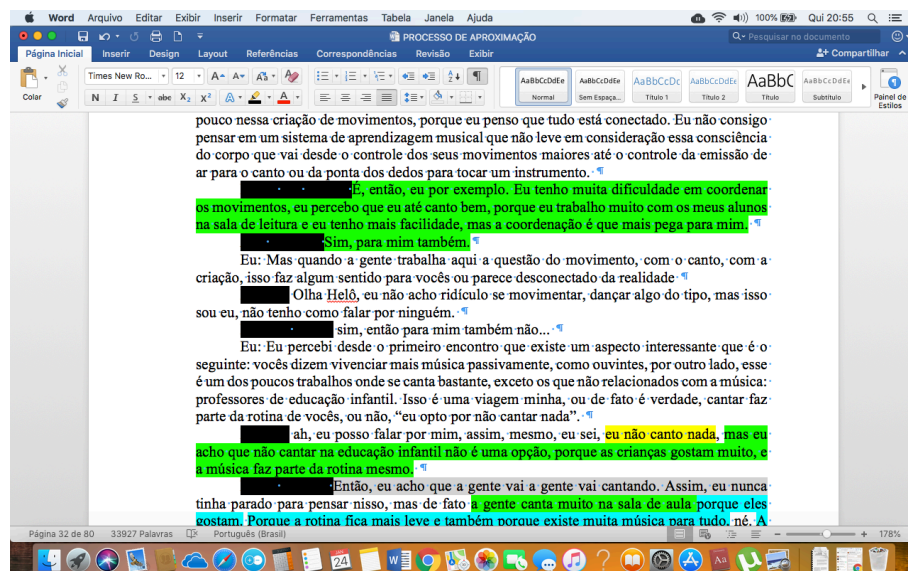 Word Arquivo Editar Exibir Inserir Formatar Ferramentas Tabela Janela Ajuda 100% Qui 20:55
PROCESSO DE APROXIMAÇÃO Pesquisar no documento
Página Inicial Inserir Design Layout Referências Correspondências Revisão Exibir Compartilhar
Times New Ro... 12 A A Aa A
AaBbCcDdEe AaBbCcDdEe AaBbCcDc AaBbCcDdEe AaBbC AaBbCcDdEe
Colar N I S abc X₂ X² A A Normal Sem Espaça... Título 1 Título 2 Título Subtítulo Painel de Estilos
pouco nessa criação de movimentos, porque eu penso que tudo está conectado. Eu não consigo
pensar em um sistema de aprendizagem musical que não leve em consideração essa consciência
do corpo que vai desde o controle dos seus movimentos maiores até o controle da emissão de
ar para o canto ou da ponta dos dedos para tocar um instrumento. ¶
É, então, eu por exemplo. Eu tenho muita dificuldade em coordenar
os movimentos, eu percebo que eu até canto bem, porque eu trabalho muito com os meus alunos
na sala de leitura e eu tenho mais facilidade, mas a coordenação é que mais pega para mim. ¶
Sim, para mim também. ¶
Eu: Mas quando a gente trabalha aqui a questão do movimento, com o canto, com a
criação, isso faz algum sentido para vocês ou parece desconectado da realidade ¶
Olha Helô, eu não acho ridículo se movimentar, dançar algo do tipo, mas isso
sou eu, não tenho como falar por ninguém. ¶
sim, então para mim também não... ¶
Eu: Eu percebi desde o primeiro encontro que existe um aspecto interessante que é o
seguinte: vocês dizem vivenciar mais música passivamente, como ouvintes, por outro lado, esse
é um dos poucos trabalhos onde se canta bastante, exceto os que não relacionados com a música:
professores de educação infantil. Isso é uma viagem minha, ou de fato é verdade, cantar faz
parte da rotina de vocês, ou não, “eu opto por não cantar nada”. ¶
ah, eu posso falar por mim, assim, mesmo, eu sei, eu não canto nada, mas eu
acho que não cantar na educação infantil não é uma opção, porque as crianças gostam muito, e
a música faz parte da rotina mesmo. ¶
Então, eu acho que a gente vai a gente vai cantando. Assim, eu nunca
tinha parado para pensar nisso, mas de fato a gente canta muito na sala de aula porque eles
gostam. Porque a rotina fica mais leve e também porque existe muita música para tudo, né. A
Página 32 de 80 33927 Palavras Português (Brasil) 178%
JAN
24